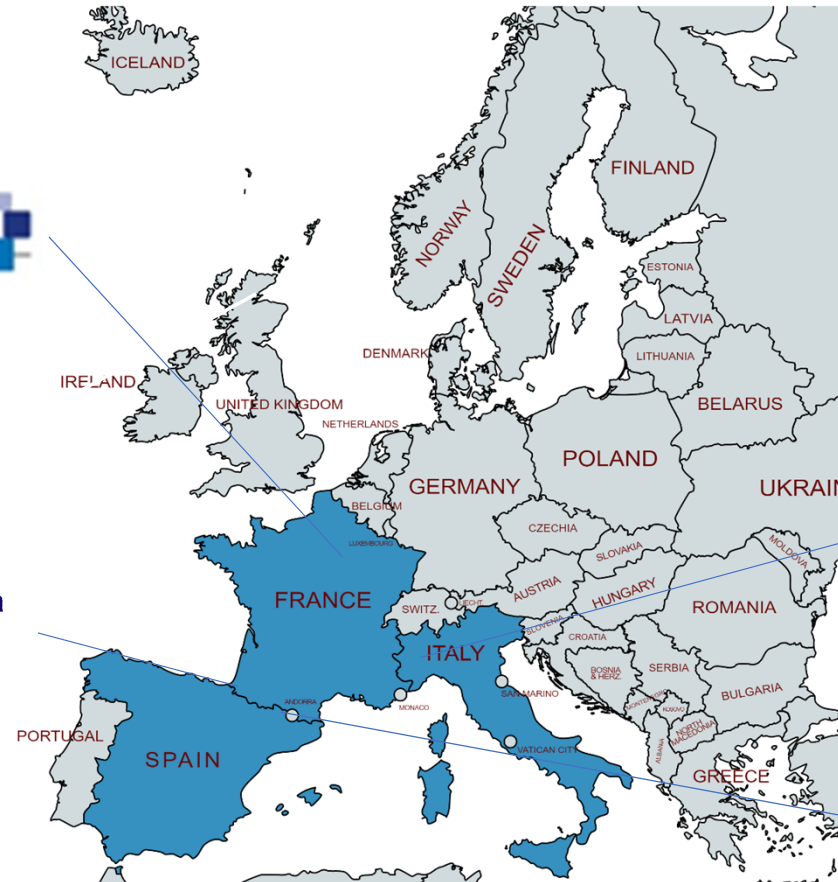 ICELAND
FINLAND
NORWAY
SWEDEN
ESTONIA
LATVIA
DENMARK
LITHUANIA
IRELAND
UNITED KINGDOM
BELARUS
NETHERLANDS
POLAND
GERMANY
UKRAIN
BELGIUM
CZECHIA
LUXEMBOURG
SLOVAKIA
MOLDOVA
AUSTRIA
HUNGARY
FRANCE
SWITZ.
LIECHT.
ROMANIA
SLOVENIA
CROATIA
ITALY
BOSNIA
& HERZ.
SERBIA
SAN MARINO
BULGARIA
ANDORRA
MONACO
MONTENEGRO
KOSOVO
PORTUGAL
NORTH
MACEDONIA
SPAIN
VATICAN CITY
ALBANIA
GREECE